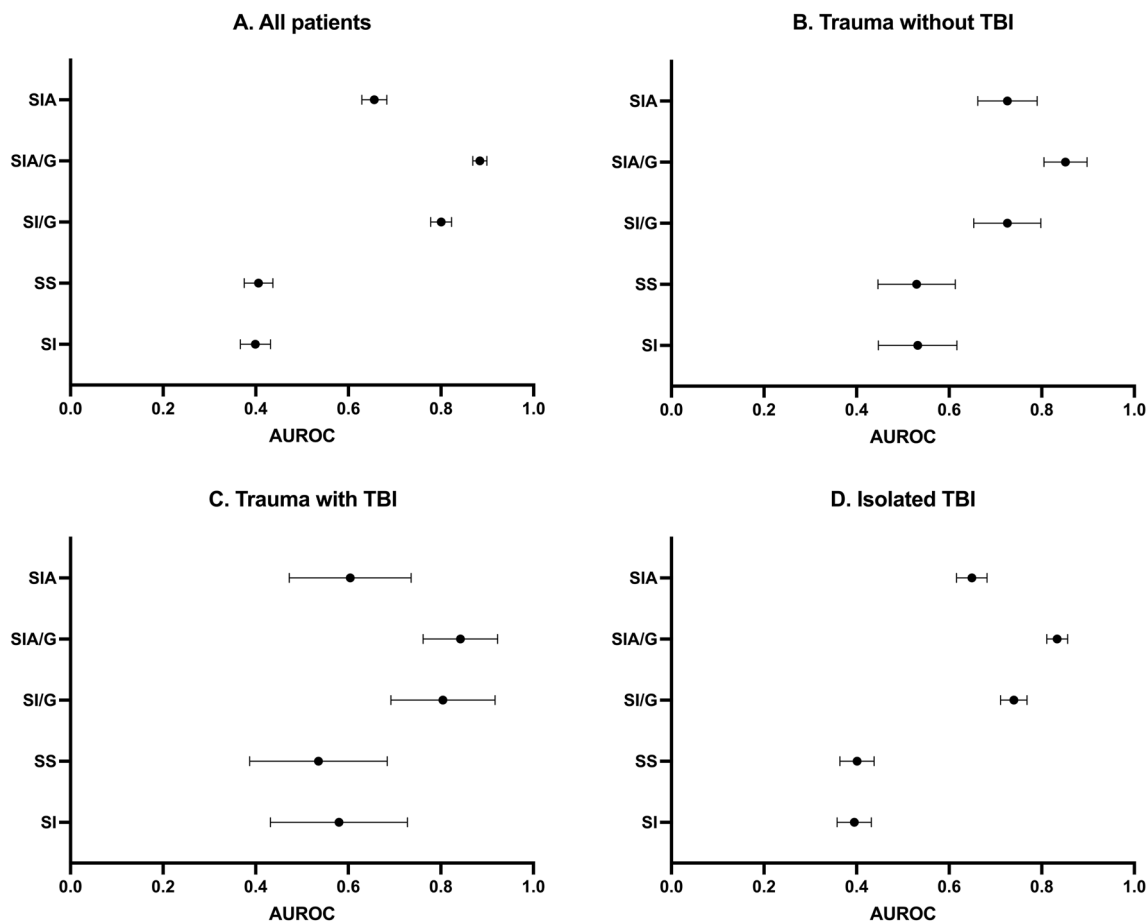 A. All patients
SIA
SIA/G
SI/G
SS
SI
0.0 0.2 0.4 0.6 0.8 1.0
AUROC
B. Trauma without TBI
SIA
SIA/G
SI/G
SS
SI
0.0 0.2 0.4 0.6 0.8 1.0
AUROC
C. Trauma with TBI
SIA
SIA/G
SI/G
SS
SI
0.0 0.2 0.4 0.6 0.8 1.0
AUROC
D. Isolated TBI
SIA
SIA/G
SI/G
SS
SI
0.0 0.2 0.4 0.6 0.8 1.0
AUROC